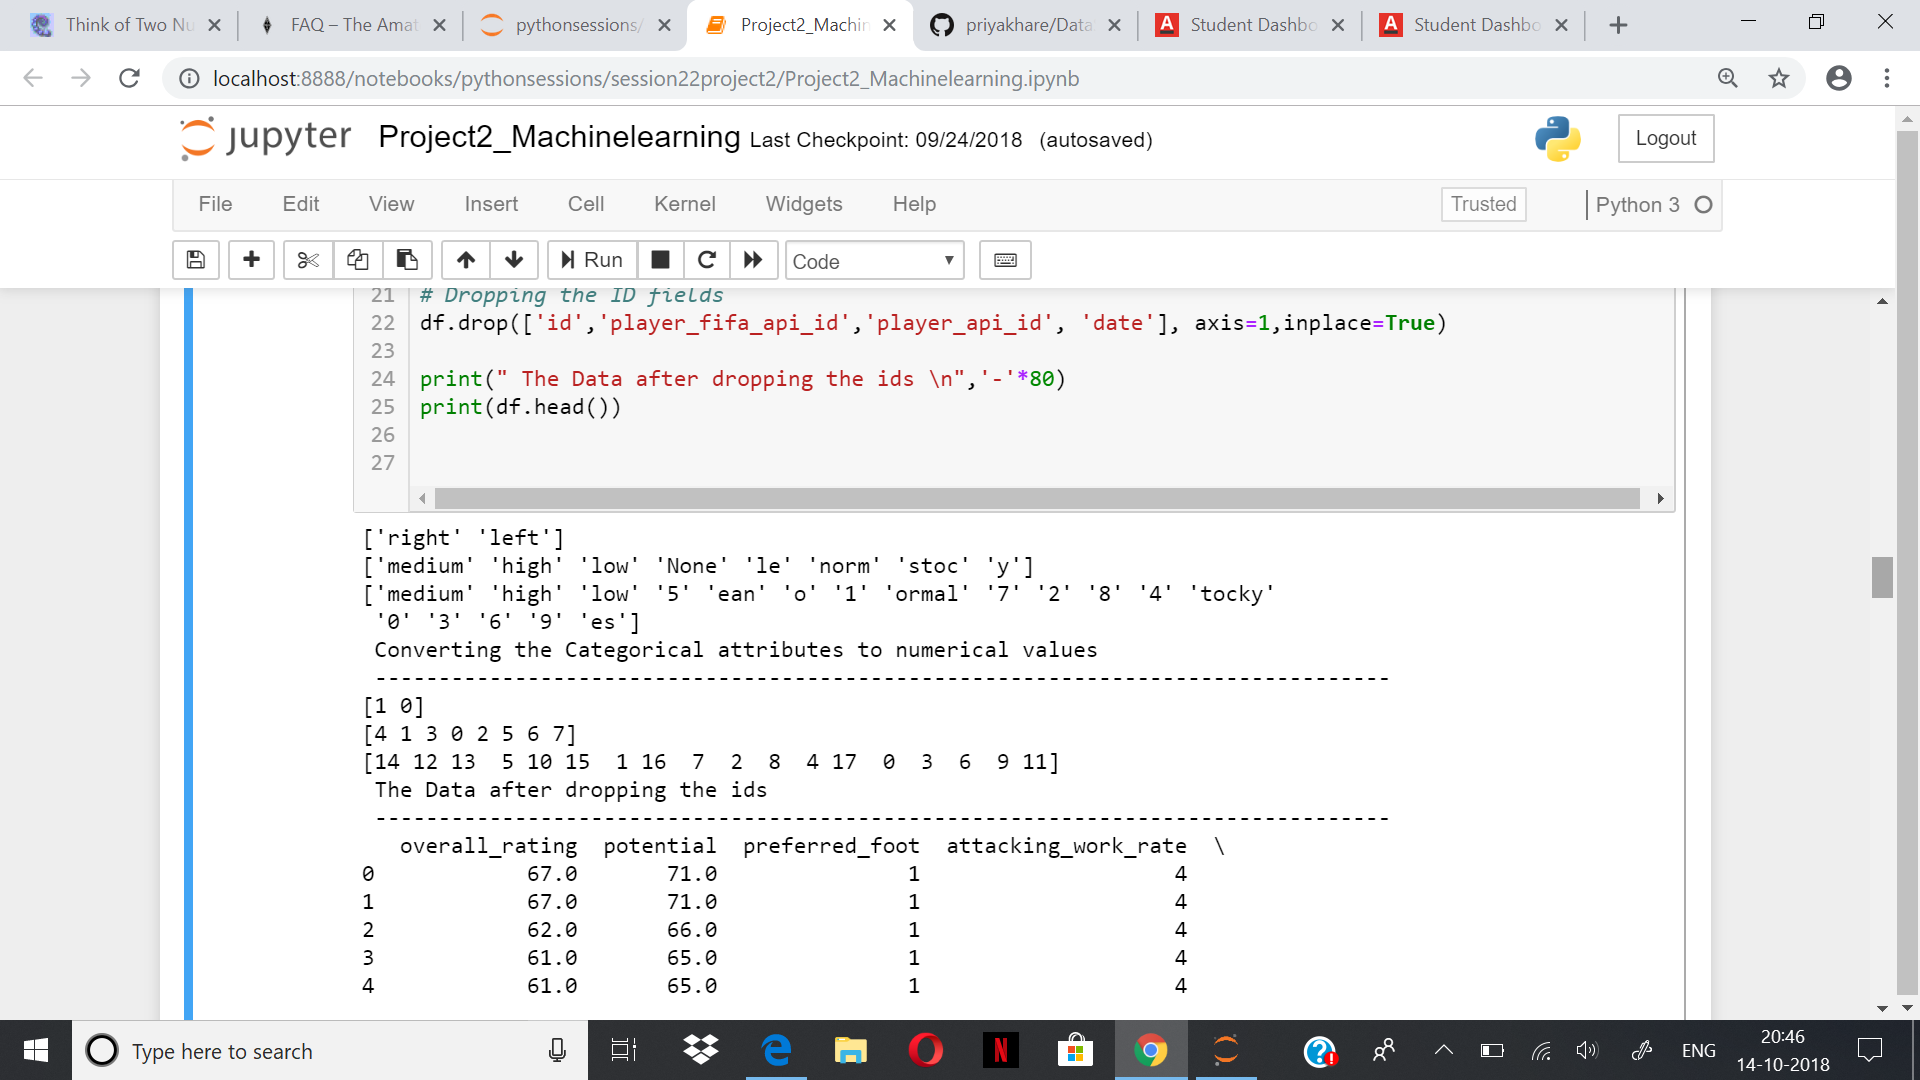 Think of Two Nu
FAQ – The Amat
pythonsessions/
Project2_Machin
priyakhare/Data
Student Dashbo
Student Dashbo
localhost:8888/notebooks/pythonsessions/session22project2/Project2_Machinelearning.ipynb
jupyter Project2_Machinelearning Last Checkpoint: 09/24/2018 (autosaved)
Logout
File Edit View Insert Cell Kernel Widgets Help
Trusted
Python 3
Run
Code
21 # Dropping the ID fields
22 df.drop(['id','player_fifa_api_id','player_api_id', 'date'], axis=1,inplace=True)
23
24 print(" The Data after dropping the ids \n",'-'*80)
25 print(df.head())
26
27
['right' 'left']
['medium' 'high' 'low' 'None' 'le' 'norm' 'stoc' 'y']
['medium' 'high' 'low' '5' 'ean' 'o' '1' 'ormal' '7' '2' '8' '4' 'tocky'
'0' '3' '6' '9' 'es']
Converting the Categorical attributes to numerical values
--------------------------------------------------------------------------------
[1 0]
[4 1 3 0 2 5 6 7]
[14 12 13 5 10 15 1 16 7 2 8 4 17 0 3 6 9 11]
The Data after dropping the ids
--------------------------------------------------------------------------------
overall_rating potential preferred_foot attacking_work_rate \
0 67.0 71.0 1 4
1 67.0 71.0 1 4
2 62.0 66.0 1 4
3 61.0 65.0 1 4
4 61.0 65.0 1 4
Type here to search
ENG
20:46
14-10-2018